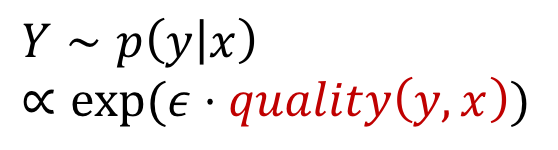 Y ~ p(y|x)
∝ exp(ϵ · quality(y, x))